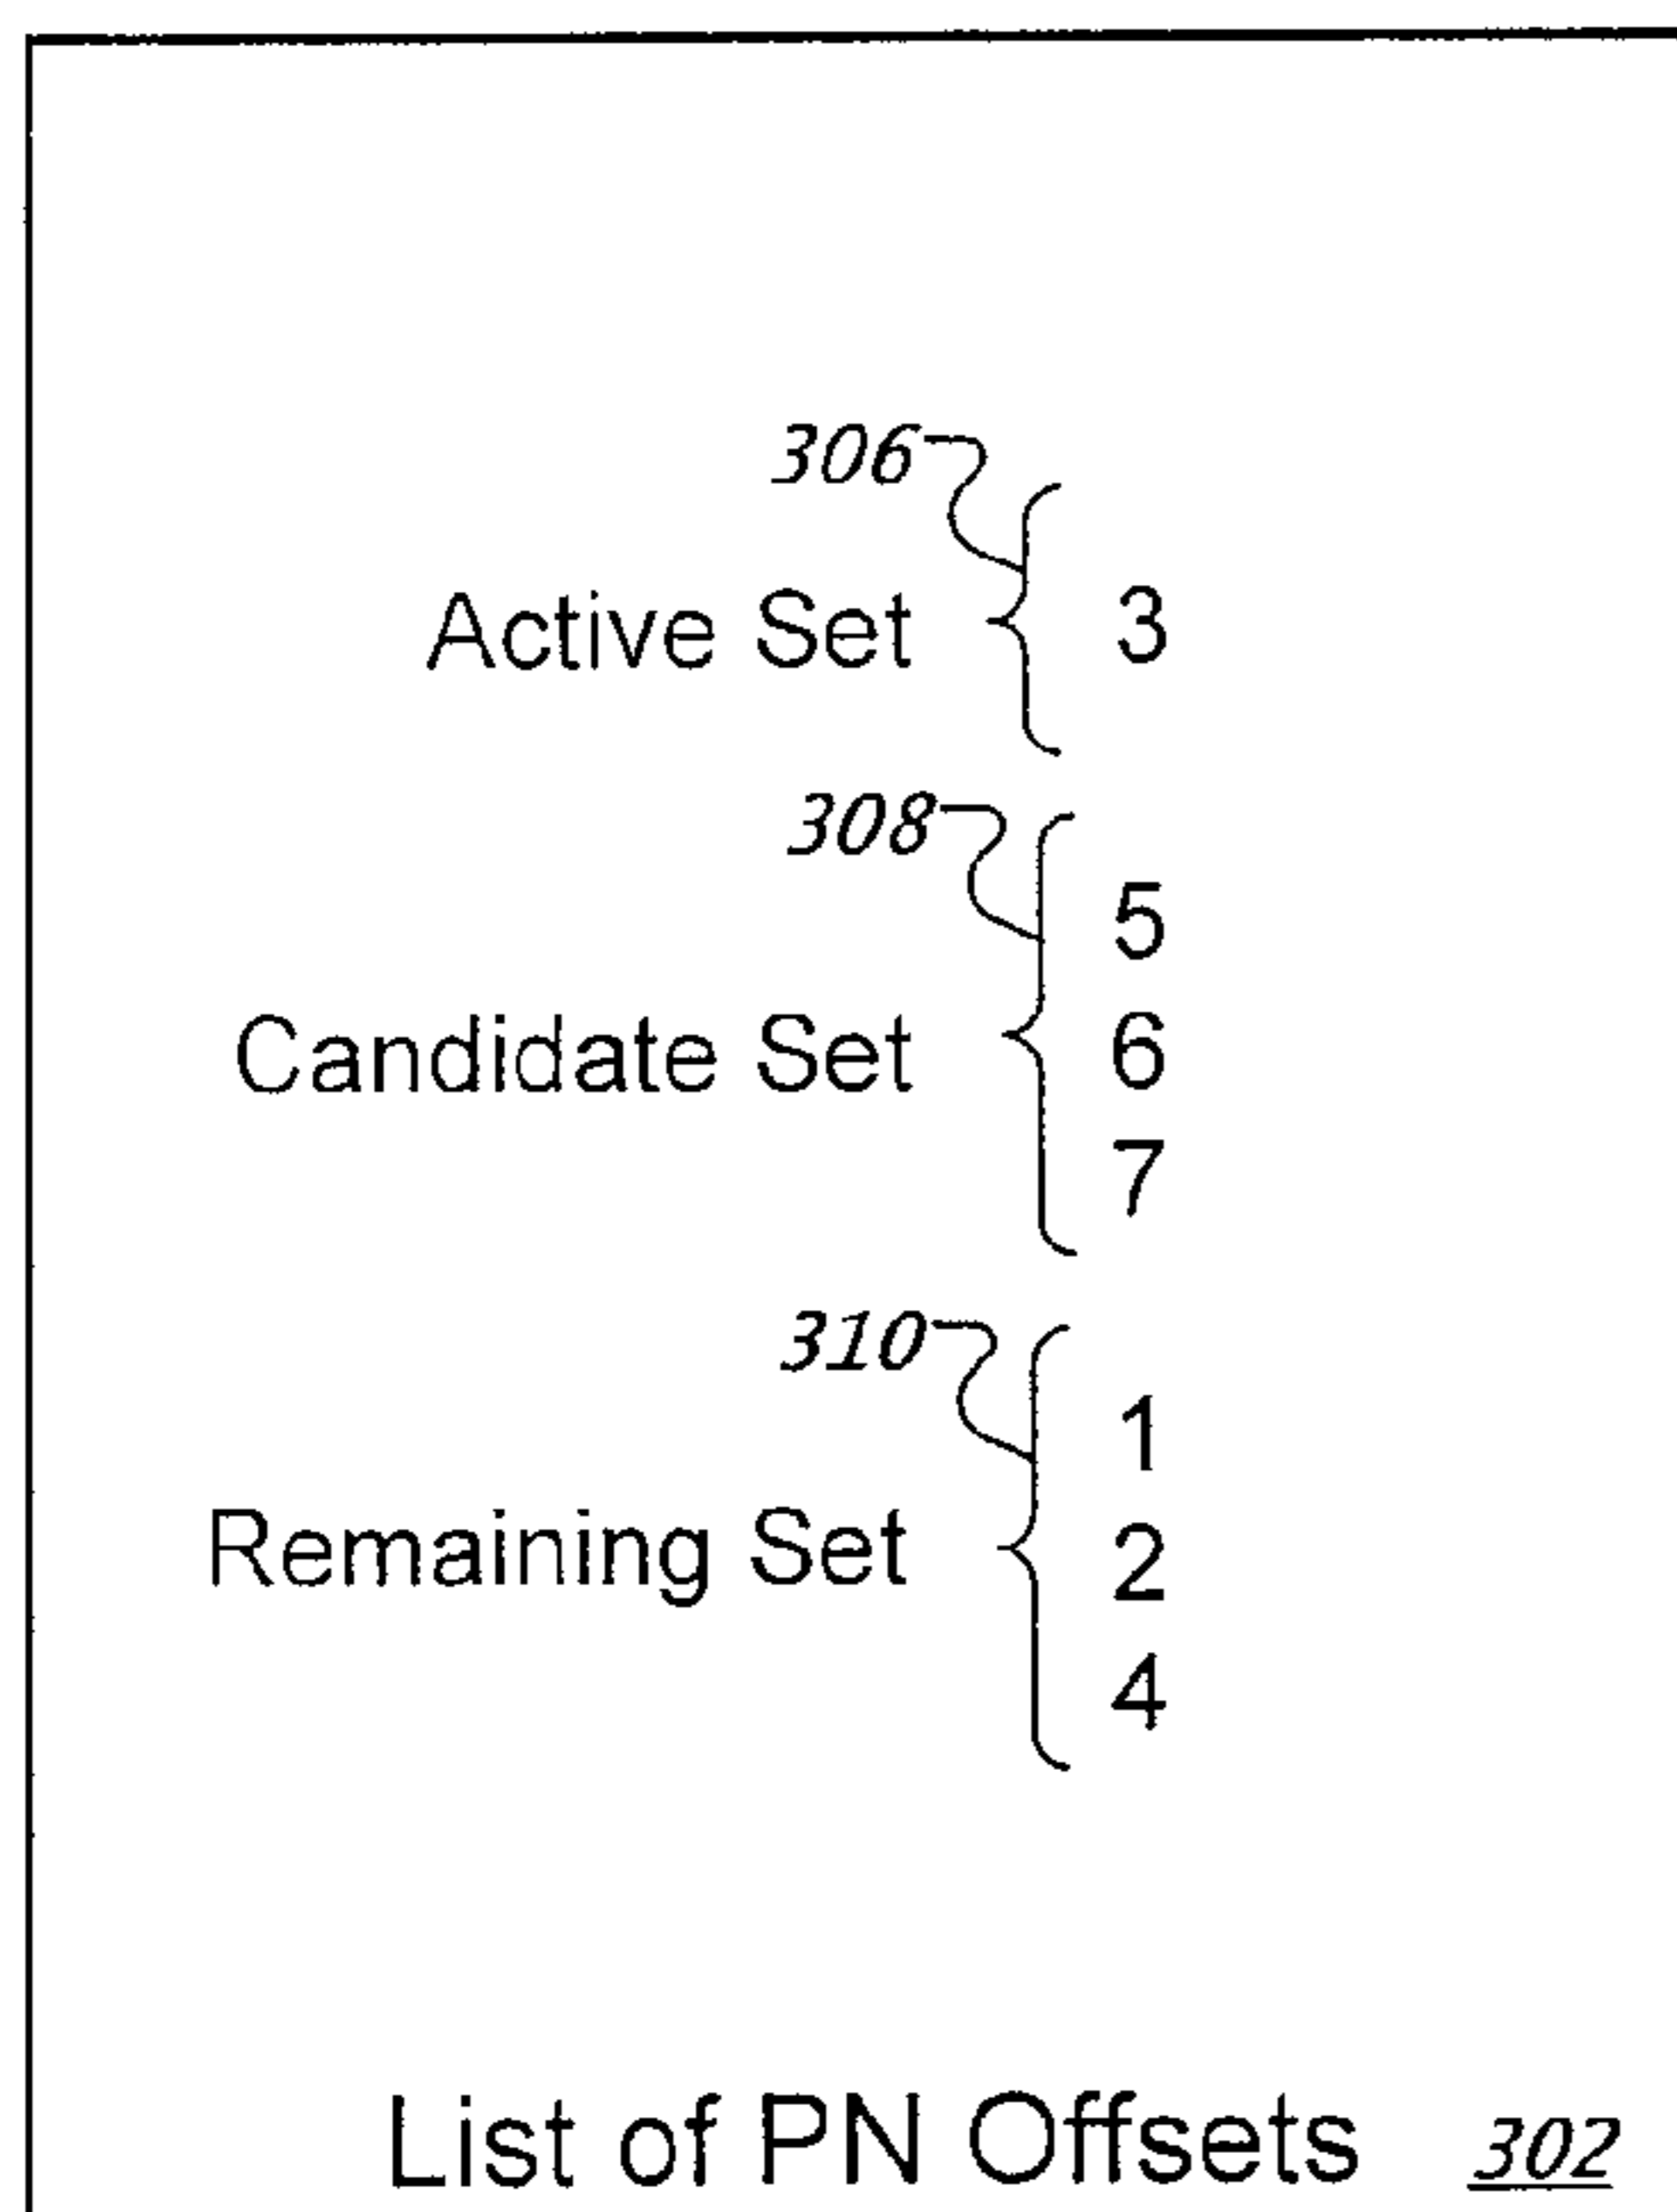 306
Active Set 3
308
5
Candidate Set 6
7
310
1
Remaining Set 2
4
List of PN Offsets 302